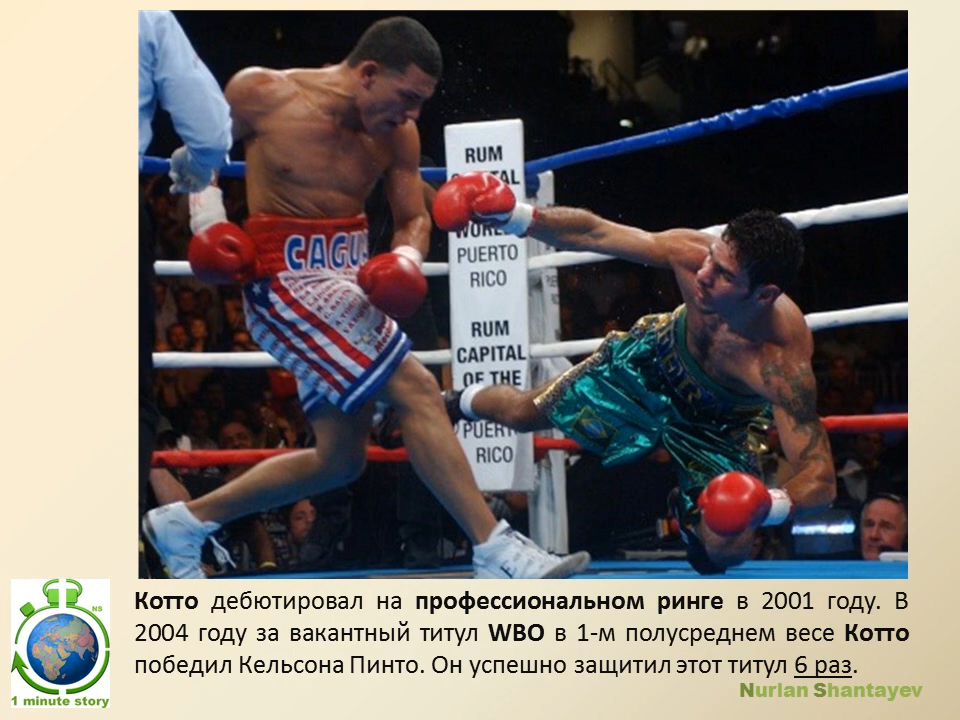 CAGU
RUM
WORLD
PUERTO
RICO
RUM
CAPITAL
OF THE
PUERT
RICO
Котто дебютировал на профессиональном ринге в 2001 году. В
2004 году за вакантный титул WBO в 1-м полусреднем весе Котто
победил Кельсона Пинто. Он успешно защитил этот титул 6 раз.
NS
1 minute story
Nurlan Shantayev